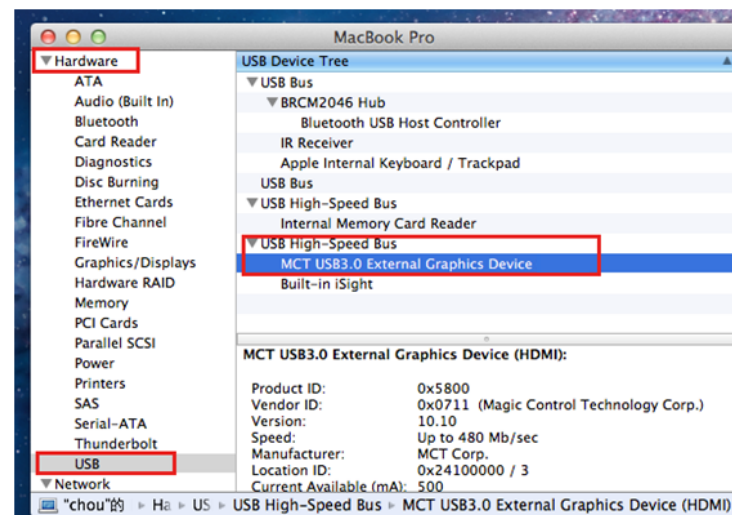 MacBook Pro
Hardware
ATA
Audio (Built In)
Bluetooth
Card Reader
Diagnostics
Disc Burning
Ethernet Cards
Fibre Channel
FireWire
Graphics/Displays
Hardware RAID
Memory
PCI Cards
Parallel SCSI
Power
Printers
SAS
Serial-ATA
Thunderbolt
USB
Network
USB Device Tree
USB Bus
BRCM2046 Hub
Bluetooth USB Host Controller
IR Receiver
Apple Internal Keyboard / Trackpad
USB Bus
USB High-Speed Bus
Internal Memory Card Reader
USB High-Speed Bus
MCT USB3.0 External Graphics Device
Built-in iSight
MCT USB3.0 External Graphics Device (HDMI):
Product ID: 0x5800
Vendor ID: 0x0711 (Magic Control Technology Corp.)
Version: 10.10
Speed: Up to 480 Mb/sec
Manufacturer: MCT Corp.
Location ID: 0x24100000 / 3
Current Available (mA): 500
"chou"的 ▸ Ha ▸ US ▸ USB High-Speed Bus ▸ MCT USB3.0 External Graphics Device (HDMI)